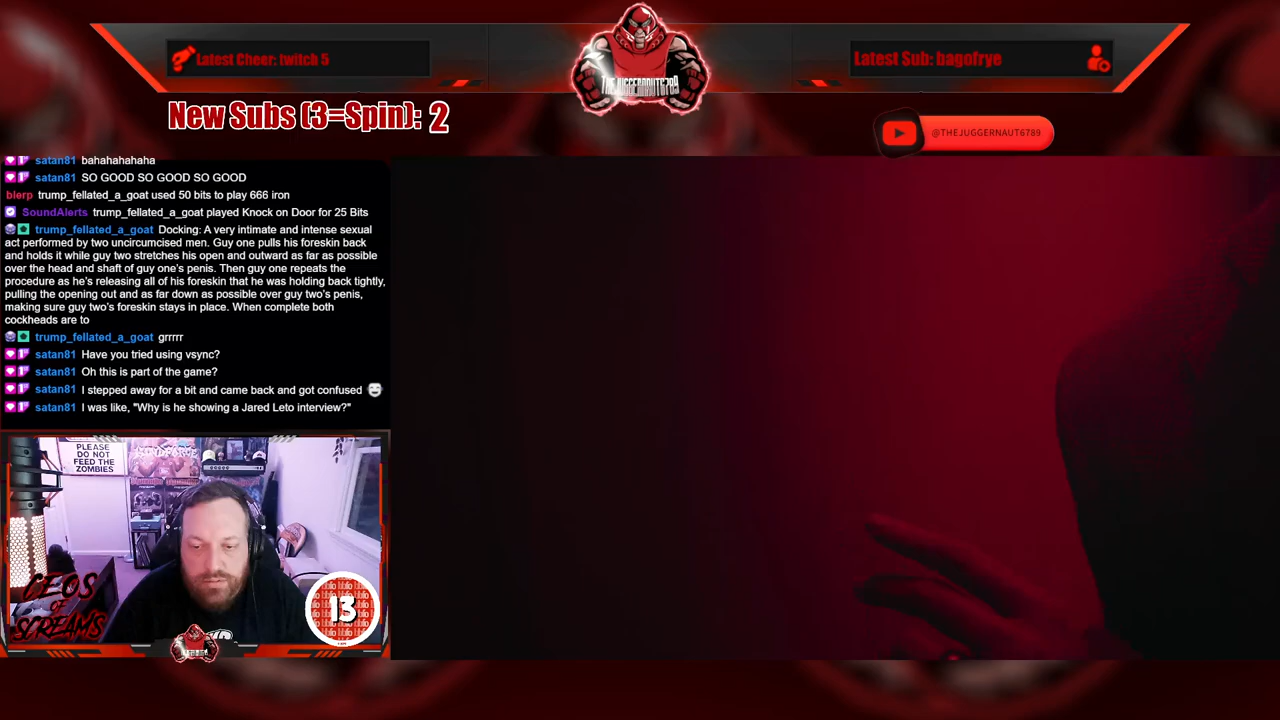 Latest Cheer: twitch 5
THEJUGGERNAUT6789
Latest Sub: bagofrye
New Subs (3=Spin): 2
@THEJUGGERNAUT6789
satan81 bahahahahaha
satan81 SO GOOD SO GOOD SO GOOD
blerp trump_fellated_a_goat used 50 bits to play 666 iron
SoundAlerts trump_fellated_a_goat played Knock on Door for 25 Bits
trump_fellated_a_goat Docking: A very intimate and intense sexual
act performed by two uncircumcised men. Guy one pulls his foreskin back
and holds it while guy two stretches his open and outward as far as possible
over the head and shaft of guy one's penis. Then guy one repeats the
procedure as he's releasing all of his foreskin that he was holding back tightly,
pulling the opening out and as far down as possible over guy two's penis,
making sure guy two's foreskin stays in place. When complete both
cockheads are to
trump_fellated_a_goat grrrrr
satan81 Have you tried using vsync?
satan81 Oh this is part of the game?
satan81 I stepped away for a bit and came back and got confused
satan81 I was like, "Why is he showing a Jared Leto interview?"
PLEASE
DO NOT
FEED THE
ZOMBIES
CEOS
OF
SCREAMS
13